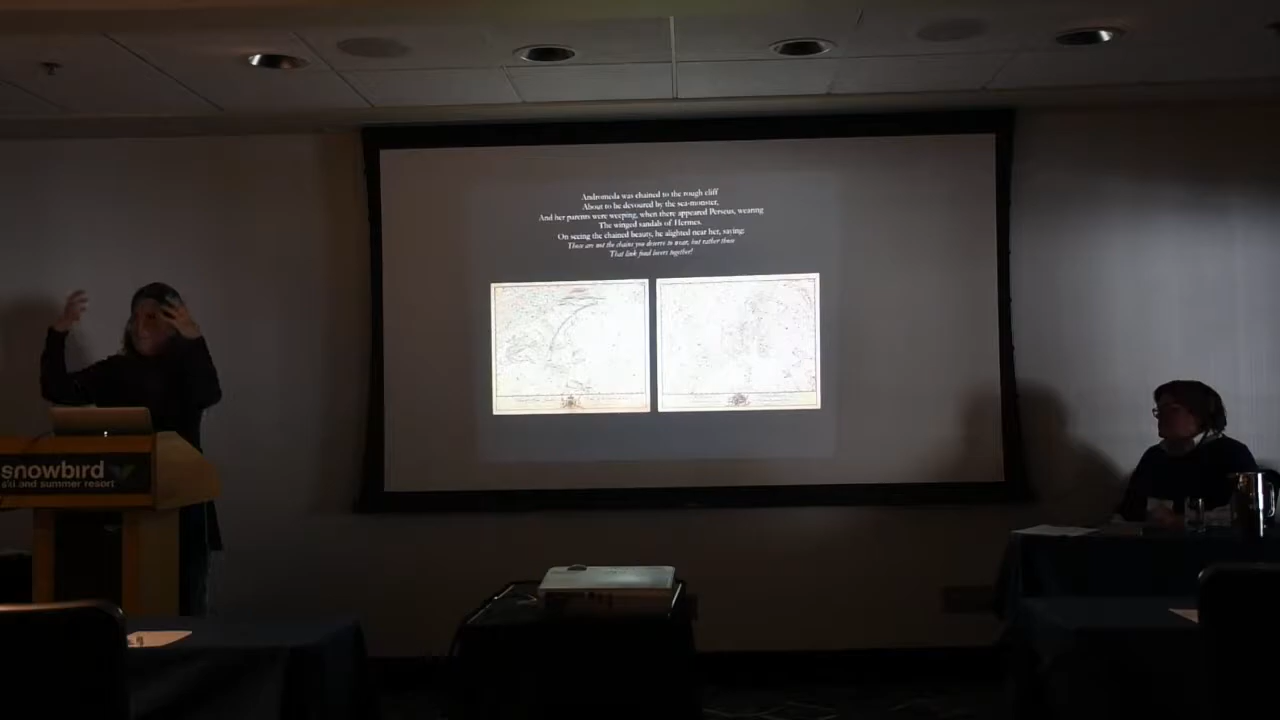 Andromeda was chained to the rough cliff
About to be devoured by the sea-monster,
And her parents were weeping, when there appeared Perseus, wearing
The winged sandals of Hermes.
On seeing the chained beauty, he alighted near her, saying:
These are not the chains you deserve to wear, but rather those
That link fond lovers together!
snowbird
ski and summer resort